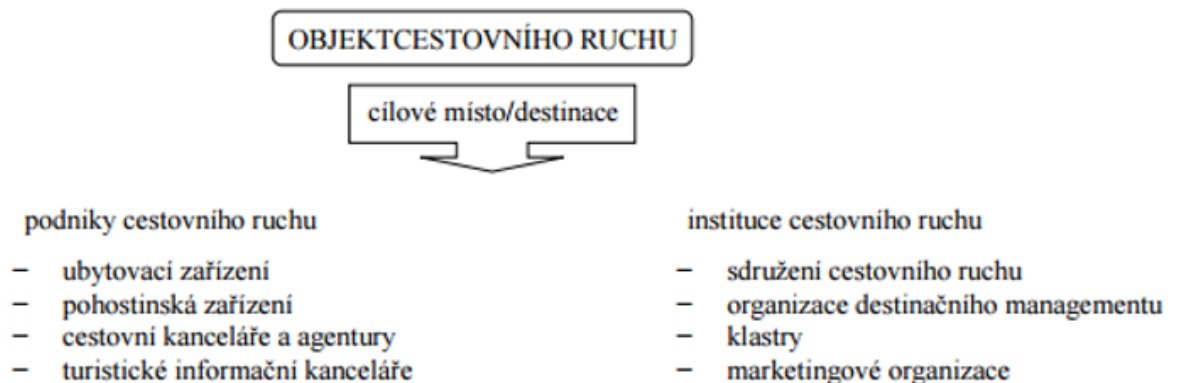 OBJEKTCESTOVNÍHO RUCHU
cílové místo/destinace
podniky cestovního ruchu
− ubytovací zařízení
− pohostinská zařízení
− cestovní kanceláře a agentury
− turistické informační kanceláře
instituce cestovního ruchu
− sdružení cestovního ruchu
− organizace destinačního managementu
− klastry
− marketingové organizace